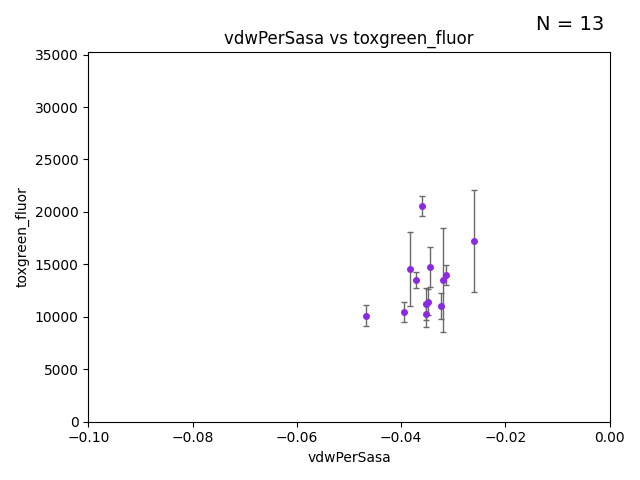 N = 13
vdwPerSasa vs toxgreen_fluor
35000
30000
25000
20000
15000
10000
5000
0
toxgreen_fluor
−0.10 −0.08 −0.06 −0.04 −0.02 0.00
vdwPerSasa